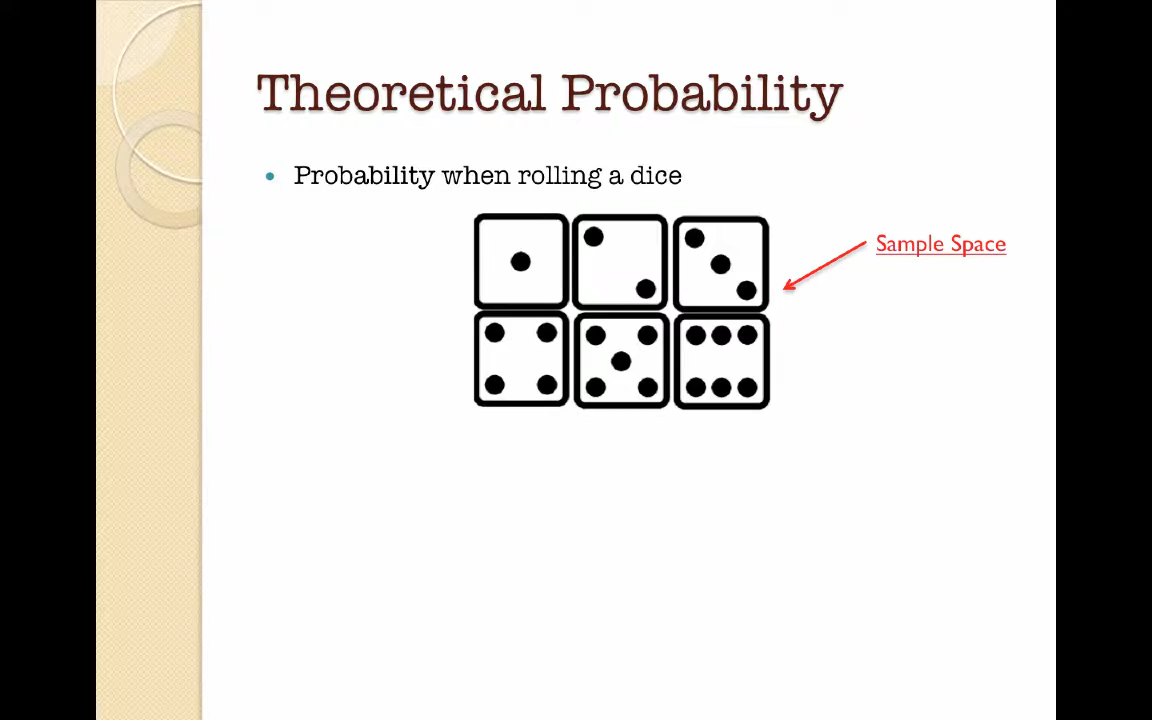 Theoretical Probability
Probability when rolling a dice
Sample Space